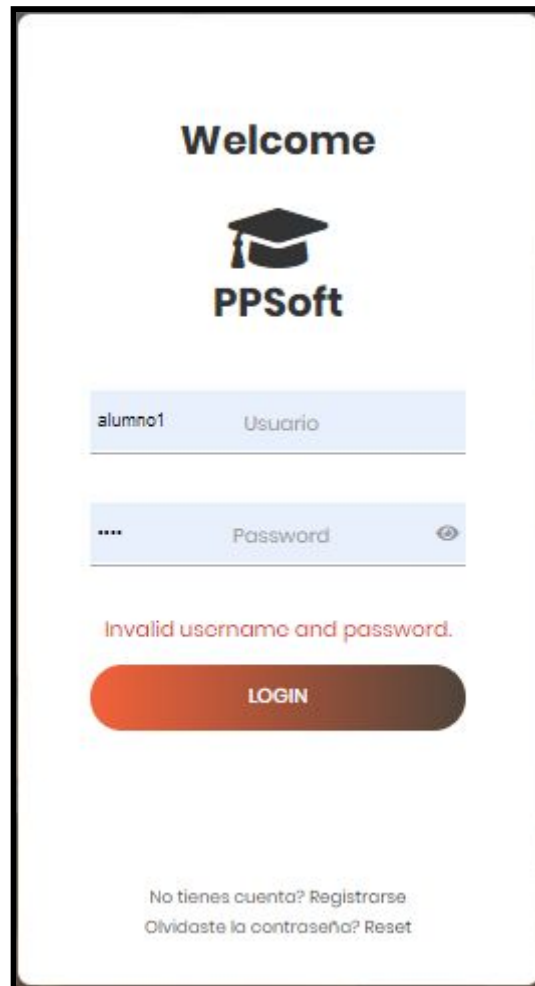 Welcome
PPSoft
alumno1 Usuario
•••• Password
Invalid username and password.
LOGIN
No tienes cuenta? Registrarse
Olvidaste la contraseña? Reset